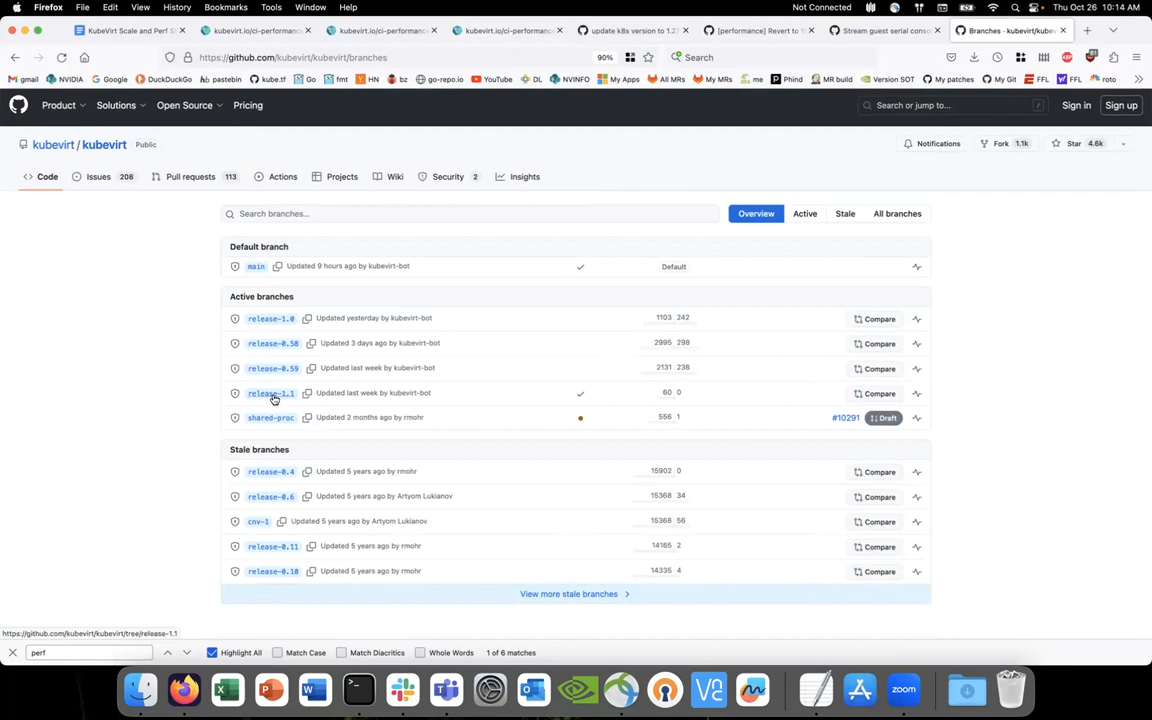 Firefox File Edit View History Bookmarks Tools Window Help Not Connected Thu Oct 26 10:14 AM
KubeVirt Scale and Perf S kubevirt.io/ci-performance kubevirt.io/ci-performance kubevirt.io/ci-performance update k8s version to 1.27 [performance] Revert to Stream guest serial conso Branches · kubevirt/kube
https://github.com/kubevirt/kubevirt/branches 90% Search
gmail NVIDIA Google DuckDuckGo pastebin kube.tf Go fmt HN bz go-repo.io YouTube DL NVINFO My Apps All MRs My MRs me Phind MR build Version SOT My patches My Git FFL FFL roto
Product Solutions Open Source Pricing Search or jump to... / Sign in Sign up
kubevirt / kubevirt Public Notifications Fork 1.1k Star 4.6k
Code Issues 208 Pull requests 113 Actions Projects Wiki Security 2 Insights
Search branches... Overview Active Stale All branches
Default branch
main Updated 9 hours ago by kubevirt-bot Default
Active branches
release-1.0 Updated yesterday by kubevirt-bot 1103 242 Compare
release-0.58 Updated 3 days ago by kubevirt-bot 2995 298 Compare
release-0.59 Updated last week by kubevirt-bot 2131 238 Compare
release-1.1 Updated last week by kubevirt-bot 60 0 Compare
shared-proc Updated 2 months ago by rmohr 556 1 #10291 Draft
Stale branches
release-0.4 Updated 5 years ago by rmohr 15902 0 Compare
release-0.6 Updated 5 years ago by Artyom Lukianov 15368 34 Compare
cnv-1 Updated 5 years ago by Artyom Lukianov 15368 56 Compare
release-0.11 Updated 5 years ago by rmohr 14165 2 Compare
release-0.10 Updated 5 years ago by rmohr 14335 4 Compare
View more stale branches
https://github.com/kubevirt/kubevirt/tree/release-1.1
perf Highlight All Match Case Match Diacritics Whole Words 1 of 6 matches
zoom